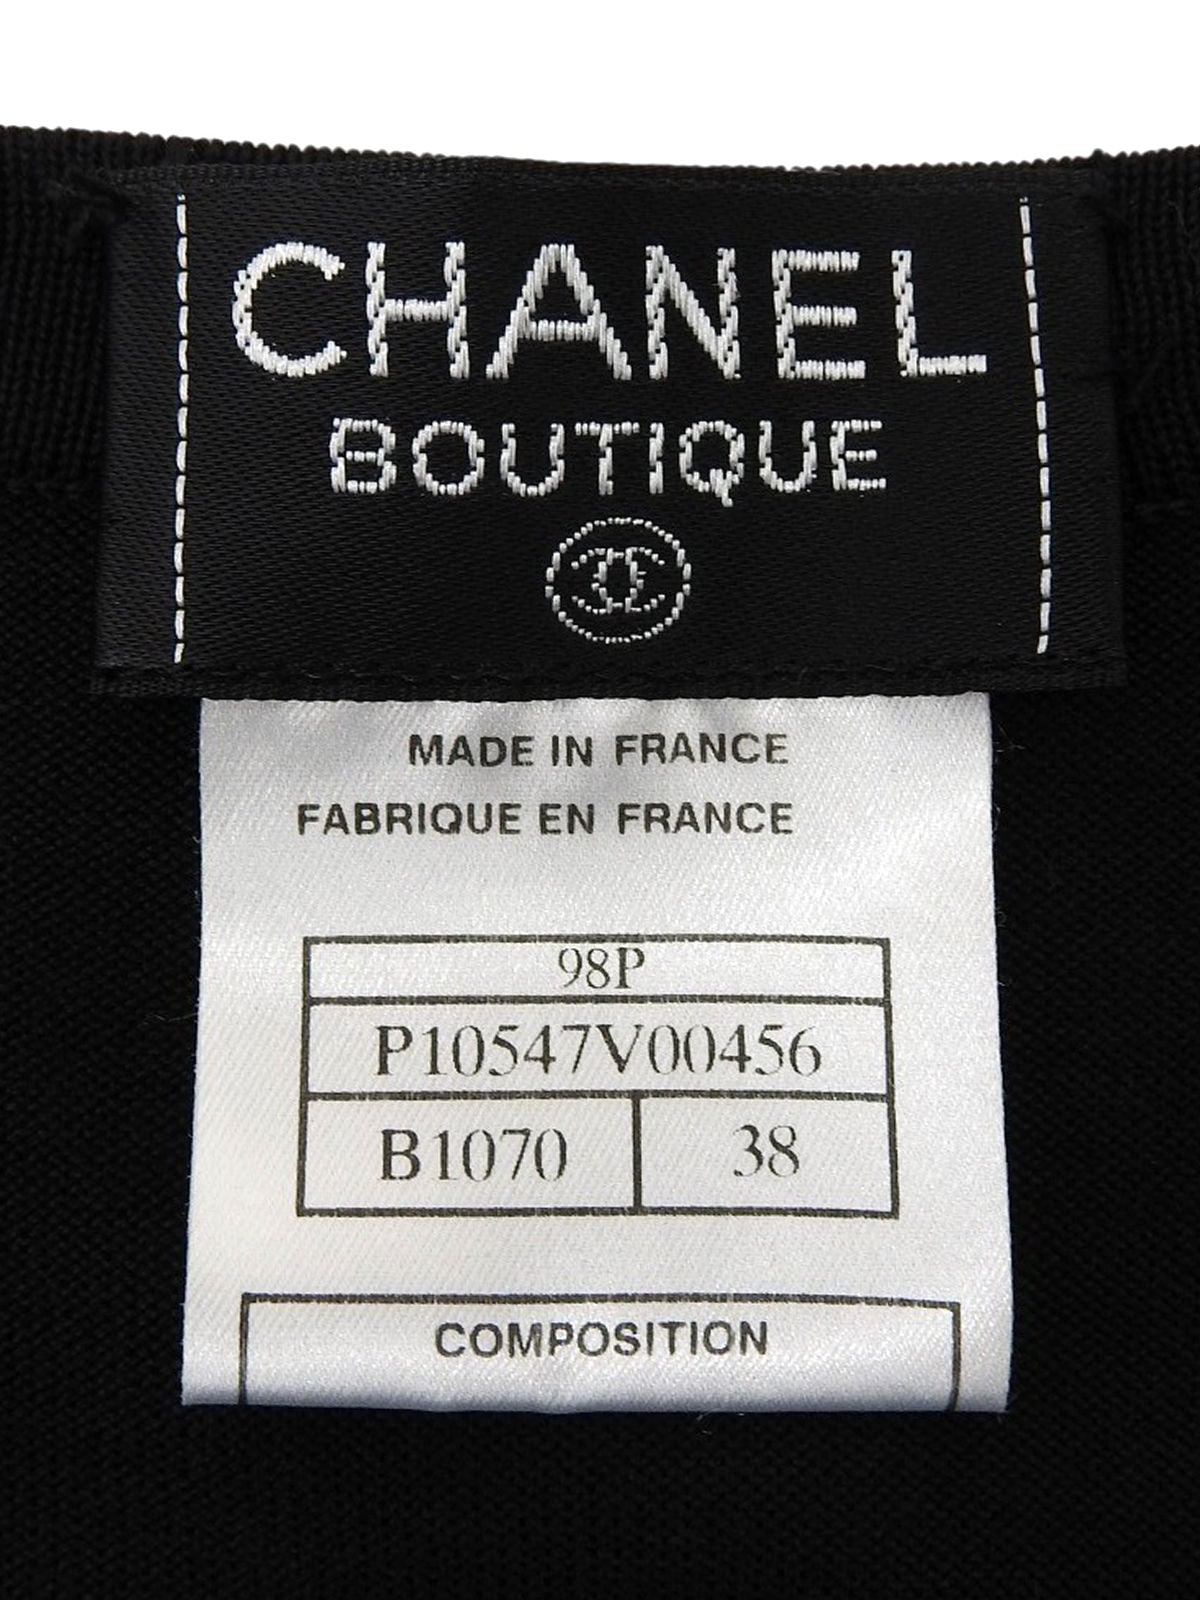 CHANEL
BOUTIQUE
MADE IN FRANCE
FABRIQUE EN FRANCE
98P
P10547V00456
B1070 38
COMPOSITION